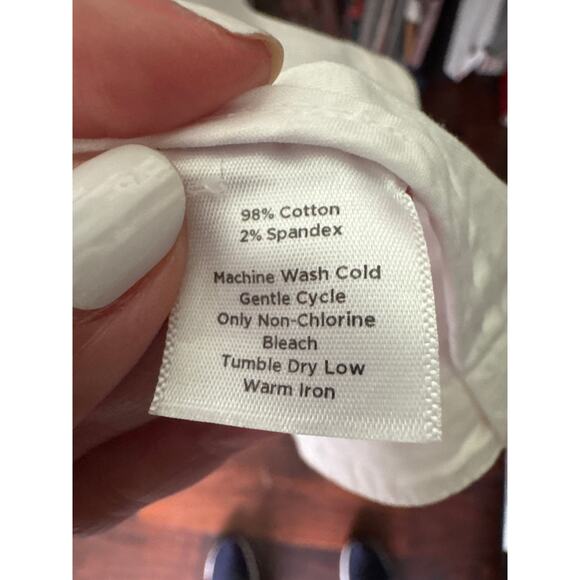 98% Cotton
2% Spandex
Machine Wash Cold
Gentle Cycle
Only Non-Chlorine
Bleach
Tumble Dry Low
Warm Iron